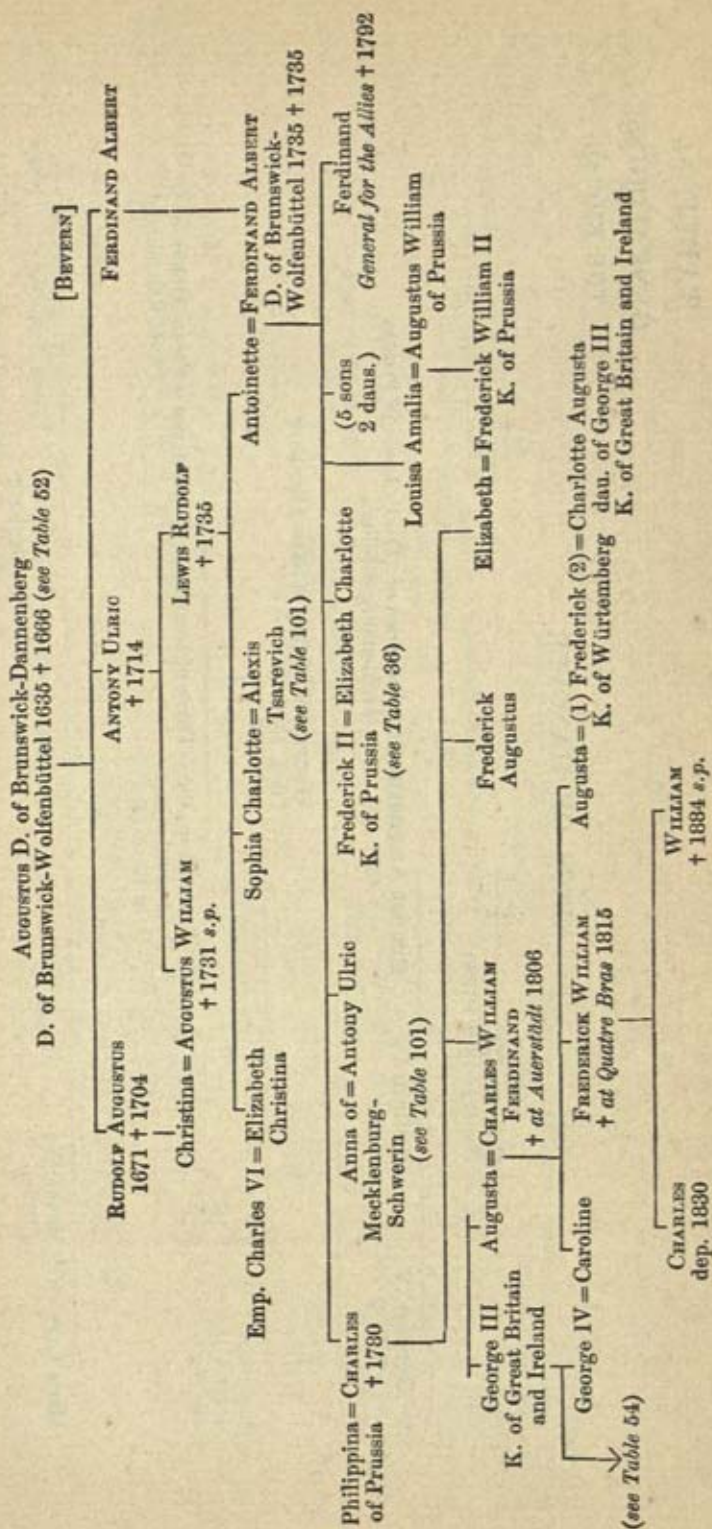 AUGUSTUS D. of Brunswick-Dannenberg
D. of Brunswick-Wolfenbüttel 1635 † 1666 (see Table 52)
[BEVERN]
RUDOLF AUGUSTUS
1671 † 1704
ANTONY ULRIC
† 1714
FERDINAND ALBERT
Christina = AUGUSTUS WILLIAM
† 1731 s.p.
LEWIS RUDOLF
† 1735
Emp. Charles VI = Elizabeth
Christina
Sophia Charlotte = Alexis
Tsarevich
(see Table 101)
Antoinette = FERDINAND ALBERT
D. of Brunswick-
Wolfenbüttel 1735 † 1735
Philippina = CHARLES
of Prussia † 1780
Anna of = Antony Ulric
Mecklenburg-
Schwerin
(see Table 101)
Frederick II = Elizabeth Charlotte
K. of Prussia
(see Table 36)
(5 sons
2 daus.)
Ferdinand
General for the Allies † 1792
Louisa Amalia = Augustus William
of Prussia
George III
K. of Great Britain
and Ireland
Augusta = CHARLES WILLIAM
FERDINAND
† at Auerstädt 1806
Frederick
Augustus
Elizabeth = Frederick William II
K. of Prussia
George IV = Caroline
FREDERICK WILLIAM
† at Quatre Bras 1815
Augusta = (1) Frederick (2) = Charlotte Augusta
K. of Würtemberg dau. of George III
K. of Great Britain and Ireland
(see Table 54)
CHARLES
dep. 1830
WILLIAM
† 1884 s.p.